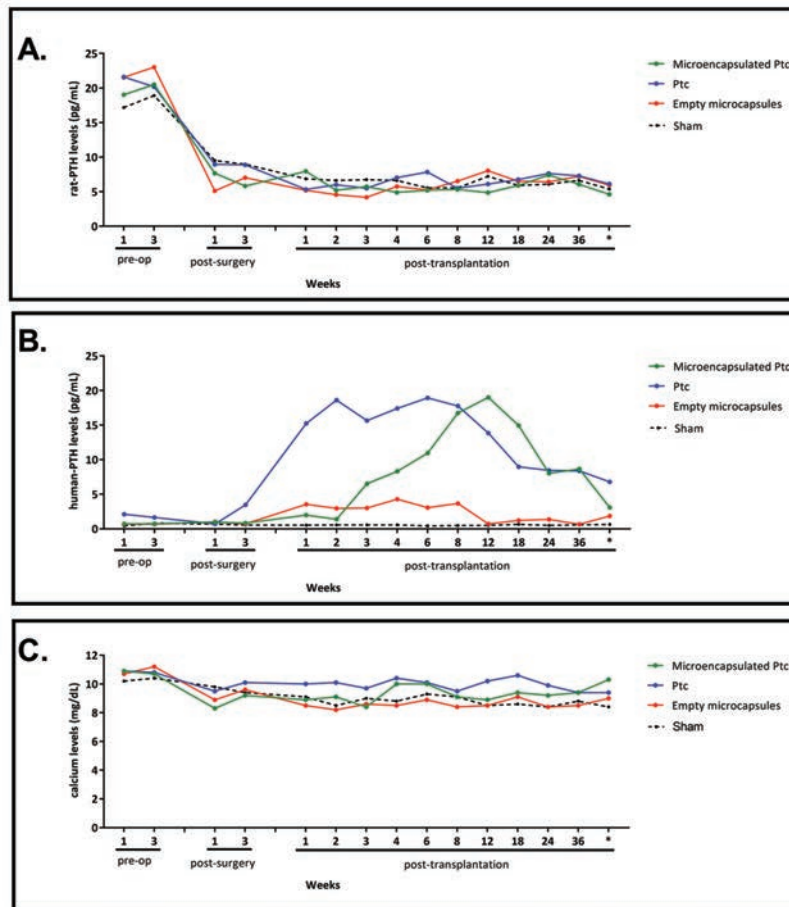 A.
rat-PTH levels (pg/mL)
25
20
15
10
5
0
1 3 1 3 1 2 3 4 6 8 12 18 24 36 *
pre-op post-surgery post-transplantation
Weeks
Microencapsulated Ptc
Ptc
Empty microcapsules
Sham
B.
human-PTH levels (pg/mL)
25
20
15
10
5
0
1 3 1 3 1 2 3 4 6 8 12 18 24 36 *
pre-op post-surgery post-transplantation
Weeks
Microencapsulated Ptc
Ptc
Empty microcapsules
Sham
C.
calcium levels (mg/dL)
12
10
8
6
4
2
0
1 3 1 3 1 2 3 4 6 8 12 18 24 36 *
pre-op post-surgery post-transplantation
Weeks
Microencapsulated Ptc
Ptc
Empty microcapsules
Sham